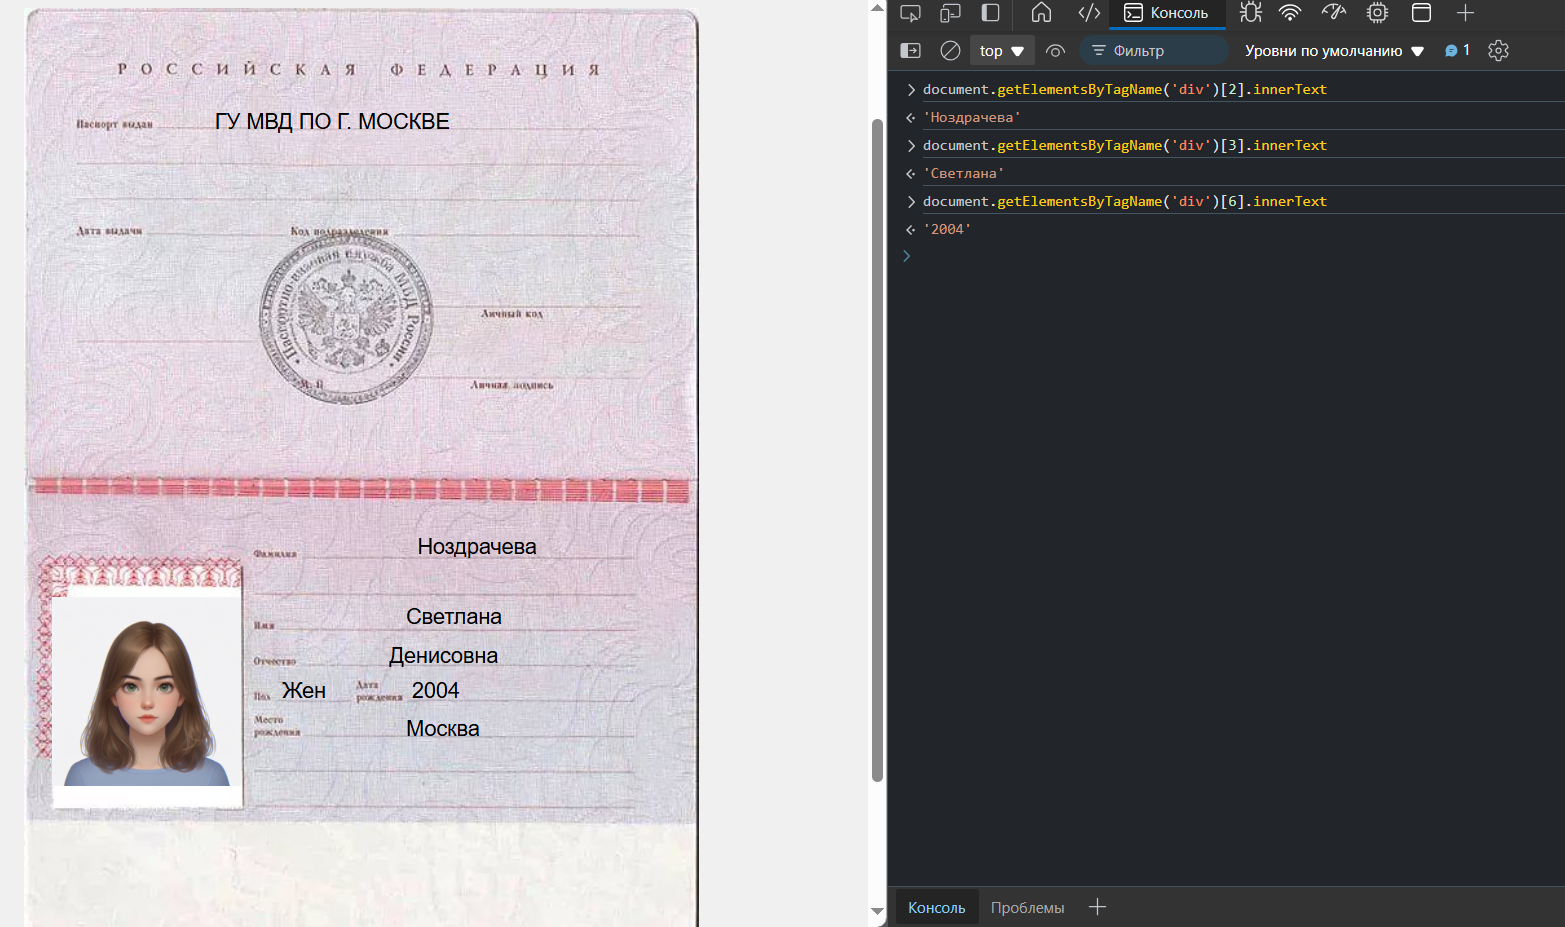 РОССИЙСКАЯ ФЕДЕРАЦИЯ
Паспорт выдан ГУ МВД ПО Г. МОСКВЕ
Дата выдачи Код подразделения
Паспортно-визовая служба МВД России
Личный код
М. П
Личная подпись
Фамилия Ноздрачева
Имя Светлана
Отчество Денисовна
Пол Жен Дата рождения 2004
Место рождения Москва
Консоль
top Фильтр Уровни по умолчанию 1
document.getElementsByTagName('div')[2].innerText
'Ноздрачева'
document.getElementsByTagName('div')[3].innerText
'Светлана'
document.getElementsByTagName('div')[6].innerText
'2004'
Консоль Проблемы